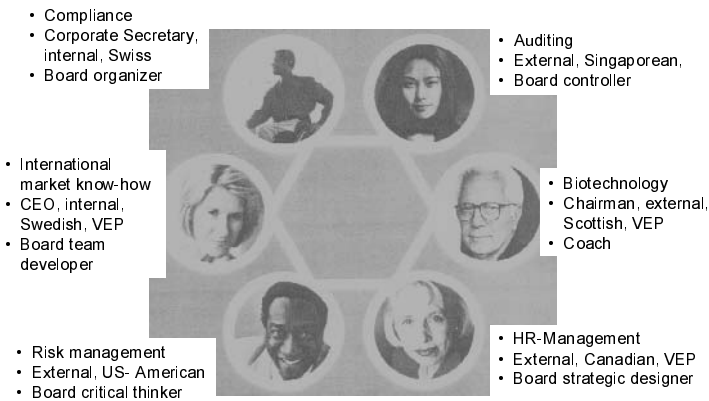 • Compliance
• Corporate Secretary,
internal, Swiss
• Board organizer
• Auditing
• External, Singaporean,
• Board controller
• International
market know-how
• CEO, internal,
Swedish, VEP
• Board team
developer
• Biotechnology
• Chairman, external,
Scottish, VEP
• Coach
• Risk management
• External, US- American
• Board critical thinker
• HR-Management
• External, Canadian, VEP
• Board strategic designer